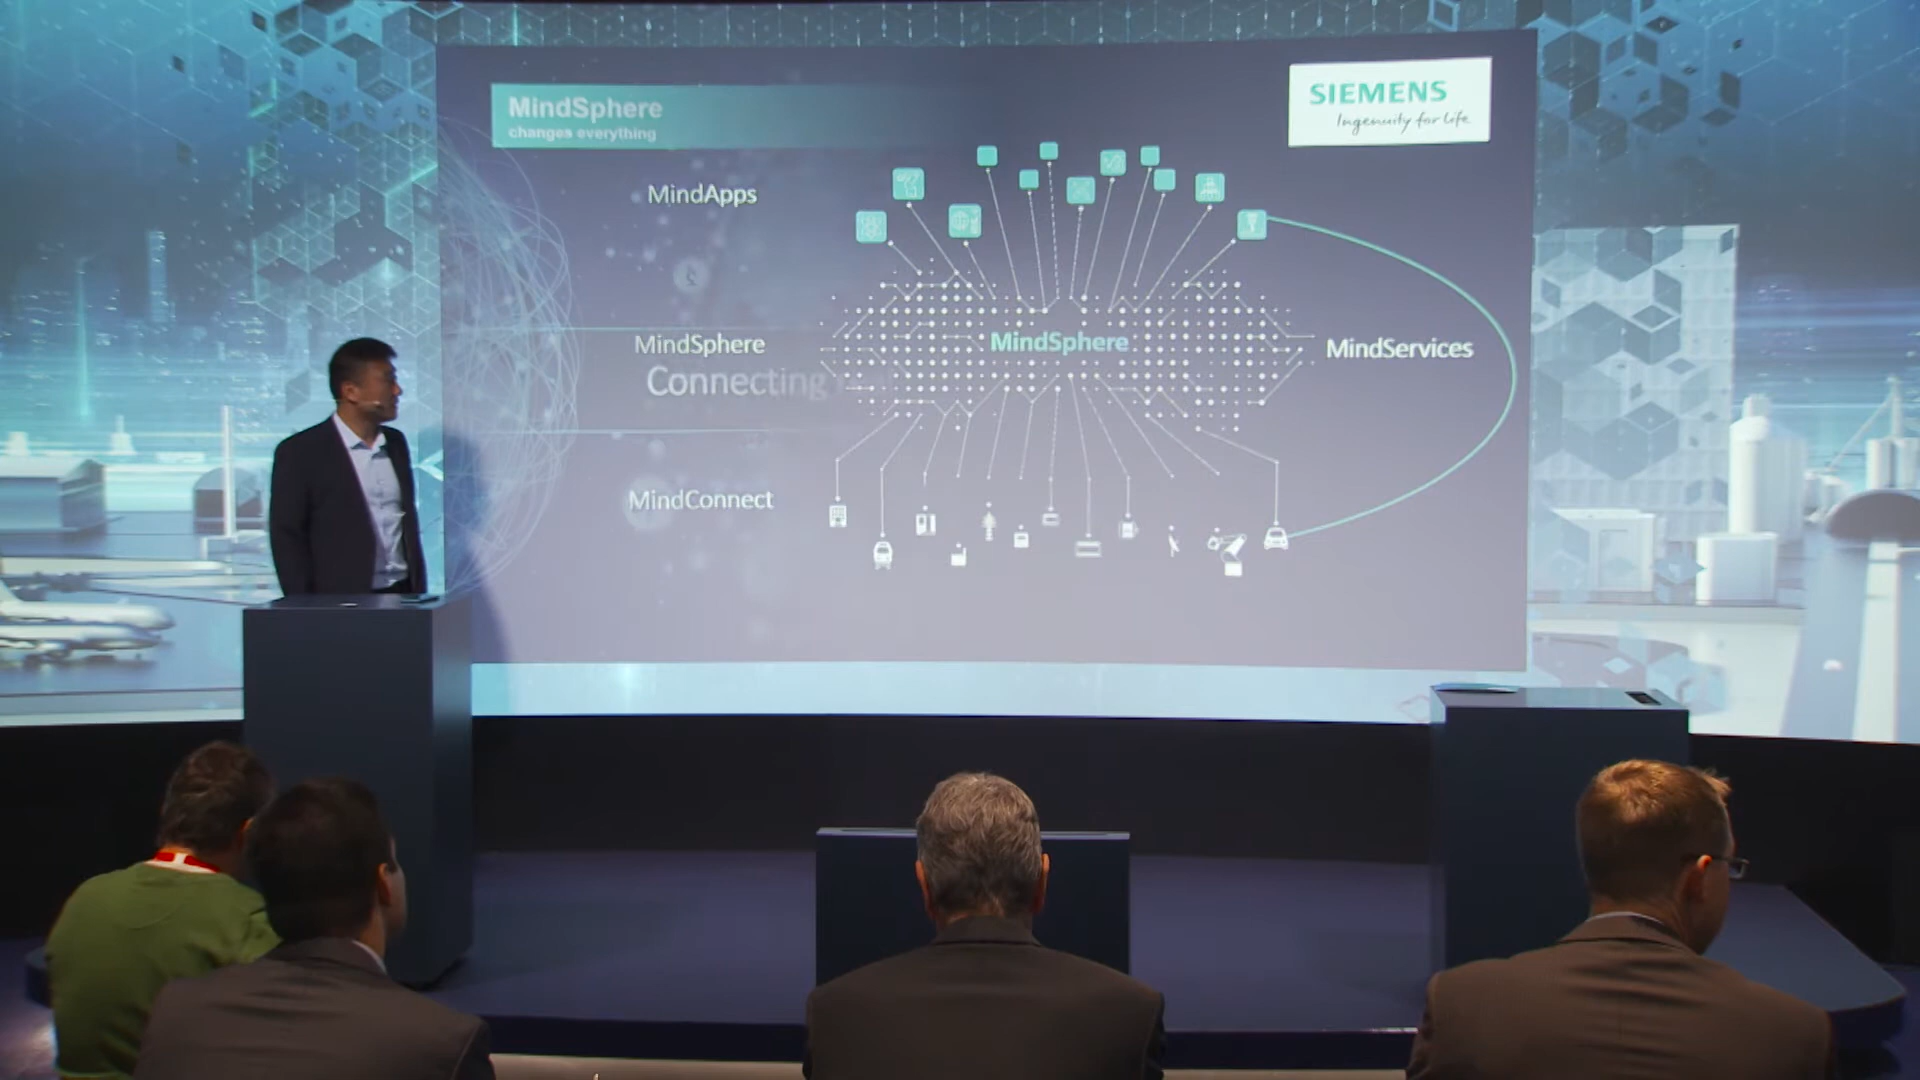 MindSphere
changes everything
SIEMENS
Ingenuity for life
MindApps
MindSphere
Connecting
MindSphere
MindServices
MindConnect